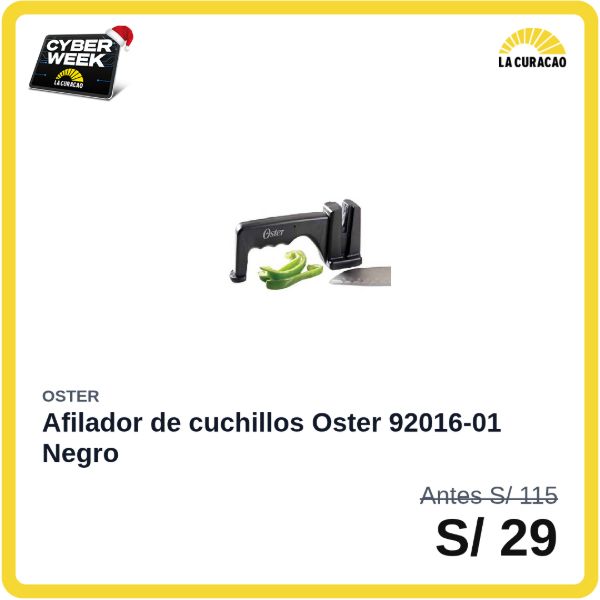 CYBER
WEEK
LA CURACAO
LA CURACAO
Oster
OSTER
Afilador de cuchillos Oster 92016-01
Negro
Antes S/ 115
S/ 29